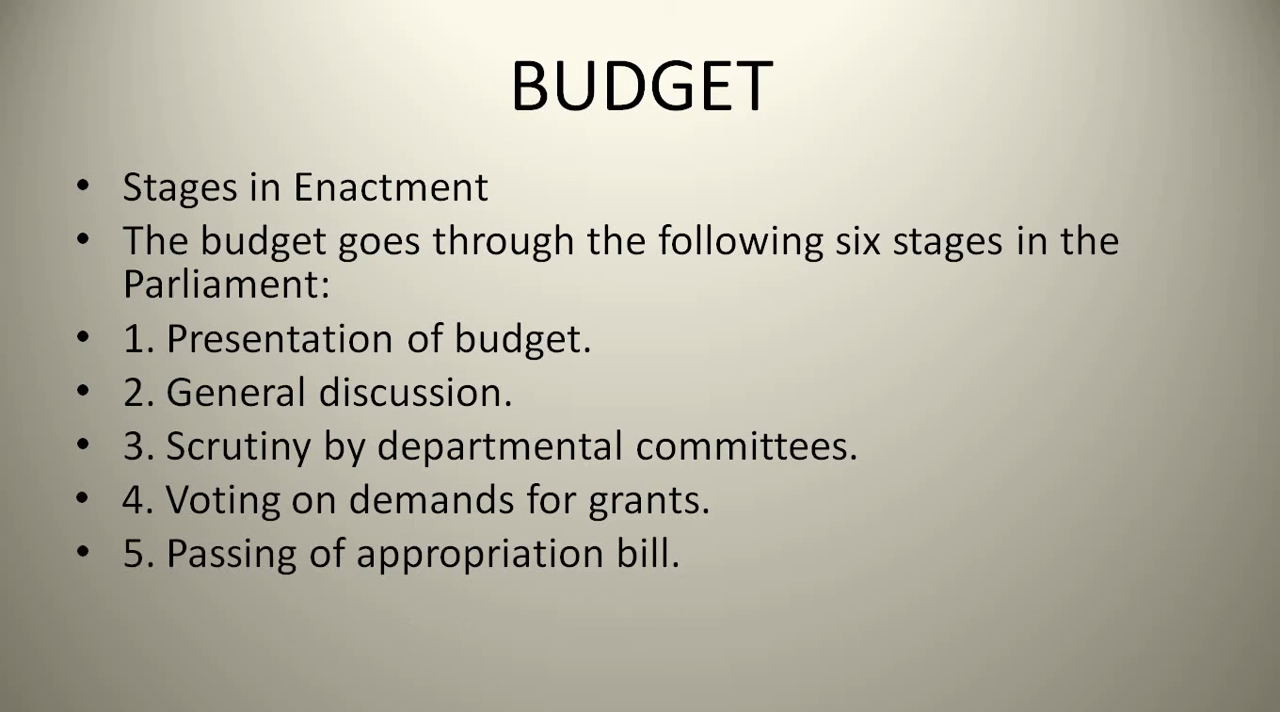 BUDGET
• Stages in Enactment
• The budget goes through the following six stages in the
Parliament:
• 1. Presentation of budget.
• 2. General discussion.
• 3. Scrutiny by departmental committees.
• 4. Voting on demands for grants.
• 5. Passing of appropriation bill.